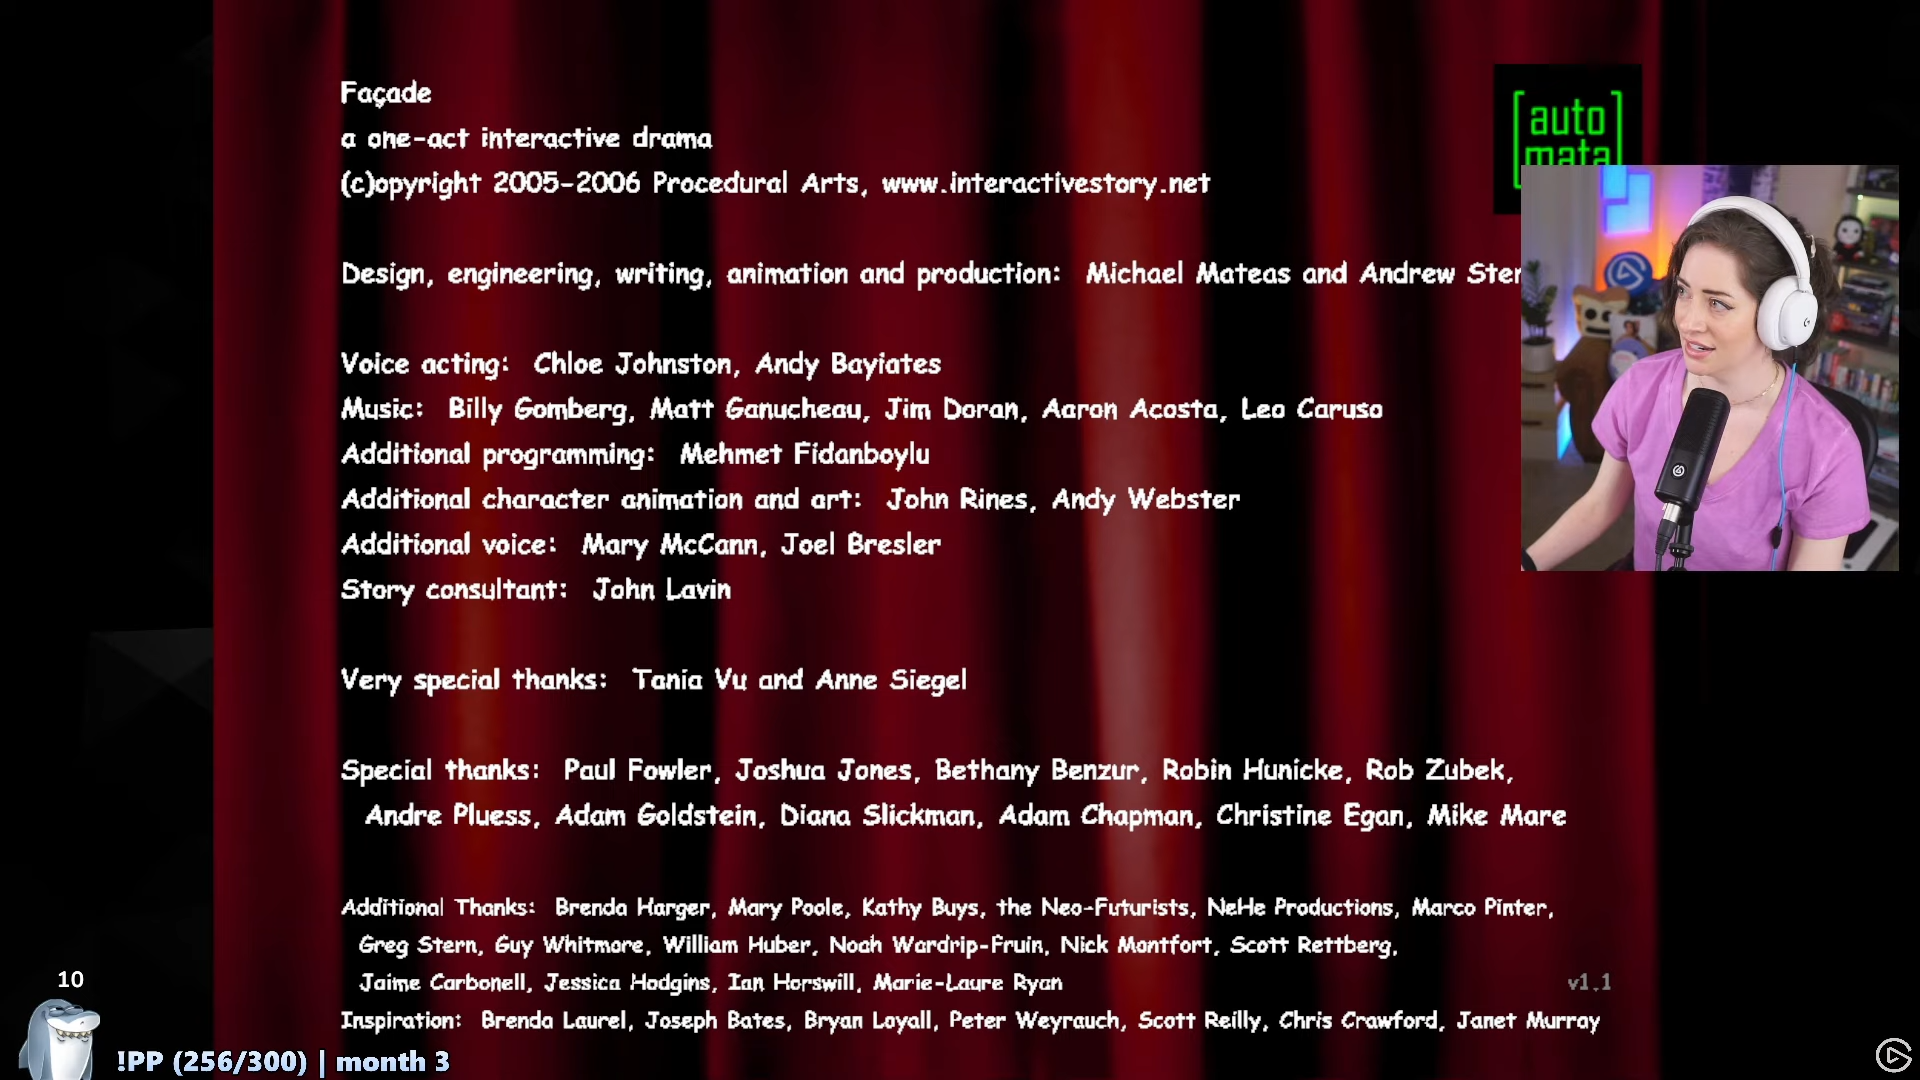 Façade
a one-act interactive drama
(c)opyright 2005-2006 Procedural Arts, www.interactivestory.net
[auto
mata
Design, engineering, writing, animation and production: Michael Mateas and Andrew
Voice acting: Chloe Johnston, Andy Bayiates
Music: Billy Gomberg, Matt Ganucheau, Jim Doran, Aaron Acosta, Leo Caruso
Additional programming: Mehmet Fidanboylu
Additional character animation and art: John Rines, Andy Webster
Additional voice: Mary McCann, Joel Bresler
Story consultant: John Lavin
Very special thanks: Tania Vu and Anne Siegel
Special thanks: Paul Fowler, Joshua Jones, Bethany Benzur, Robin Hunicke, Rob Zubek,
Andre Pluess, Adam Goldstein, Diana Slickman, Adam Chapman, Christine Egan, Mike Mare
Additional Thanks: Brenda Harger, Mary Poole, Kathy Buys, the Neo-Futurists, NeHe Productions, Marco Pinter,
Greg Stern, Guy Whitmore, William Huber, Noah Wardrip-Fruin, Nick Montfort, Scott Rettberg,
Jaime Carbonell, Jessica Hodgins, Ian Horswill, Marie-Laure Ryan
v1.1
Inspiration: Brenda Laurel, Joseph Bates, Bryan Loyall, Peter Weyrauch, Scott Reilly, Chris Crawford, Janet Murray
10
!PP (256/300) | month 3